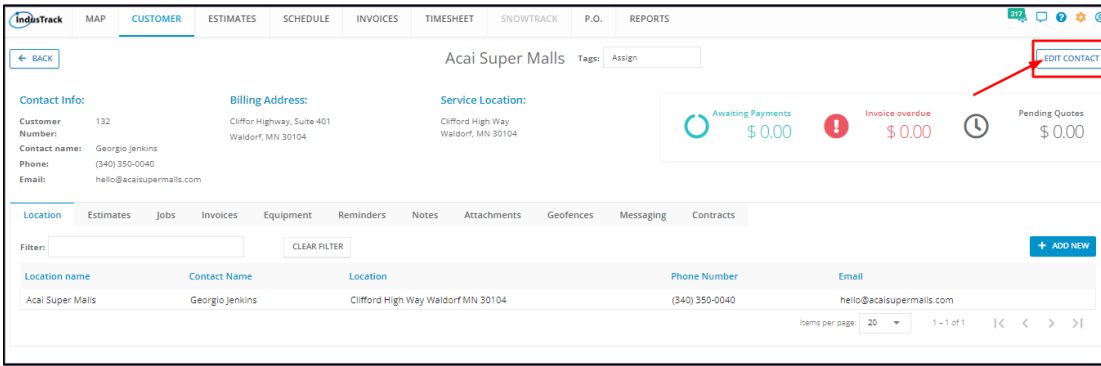 IndusTrack MAP CUSTOMER ESTIMATES SCHEDULE INVOICES TIMESHEET SNOWTRACK P.O. REPORTS 217
← BACK Acai Super Malls Tags: Assign EDIT CONTACT
Contact Info: Billing Address: Service Location:
Customer Number: 132 Cliffor Highway, Suite 401 Clifford High Way Awaiting Payments Invoice overdue Pending Quotes
Waldorf, MN 30104 Waldorf, MN 30104 $ 0.00 $ 0.00 $ 0.00
Contact name: Georgio Jenkins
Phone: (340) 350-0040
Email: hello@acaisupermalls.com
Location Estimates Jobs Invoices Equipment Reminders Notes Attachments Geofences Messaging Contracts
Filter: CLEAR FILTER + ADD NEW
Location name Contact Name Location Phone Number Email
Acai Super Malls Georgio Jenkins Clifford High Way Waldorf MN 30104 (340) 350-0040 hello@acaisupermalls.com
Items per page: 20 1 – 1 of 1